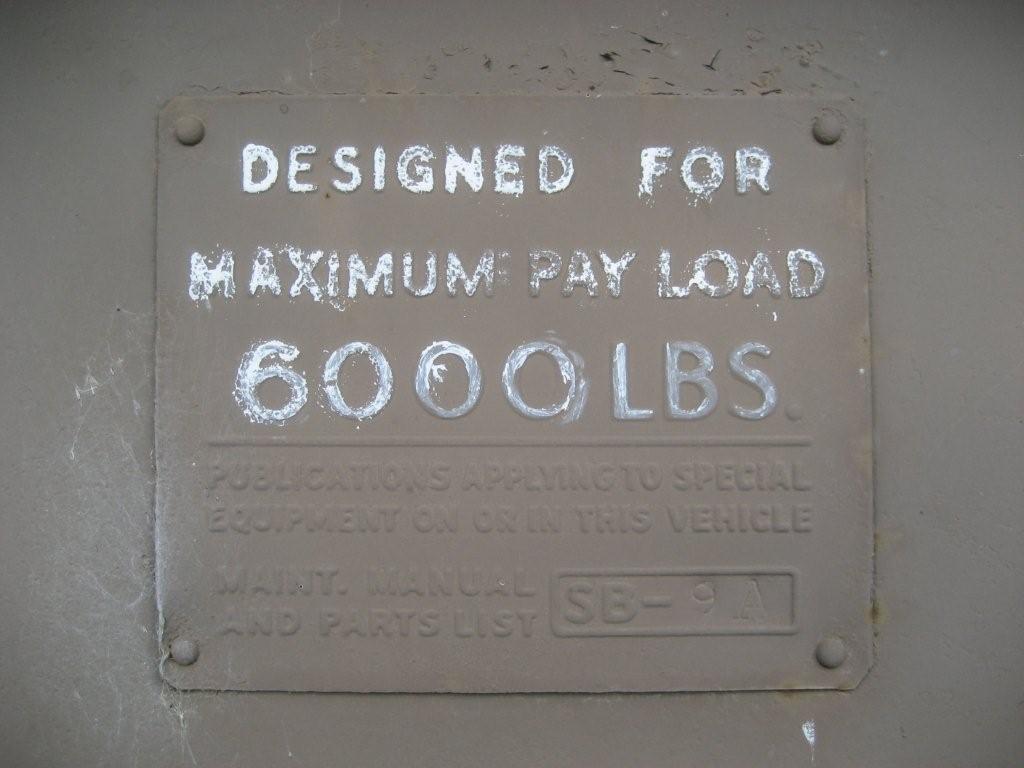 DESIGNED FOR
MAXIMUM PAY LOAD
6000 LBS.
PUBLICATIONS APPLYING TO SPECIAL
EQUIPMENT ON OR IN THIS VEHICLE
MAINT. MANUAL
AND PARTS LIST SB-9A